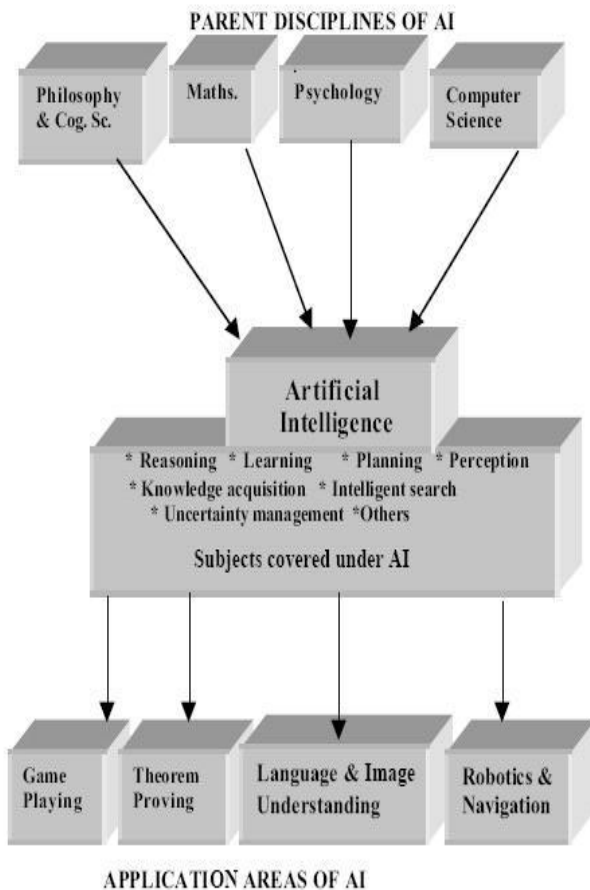 PARENT DISCIPLINES OF AI
Philosophy
& Cog. Sc.
Maths.
Psychology
Computer
Science
Artificial
Intelligence
* Reasoning * Learning * Planning * Perception
* Knowledge acquisition * Intelligent search
* Uncertainty management *Others
Subjects covered under AI
Game
Playing
Theorem
Proving
Language & Image
Understanding
Robotics &
Navigation
APPLICATION AREAS OF AI